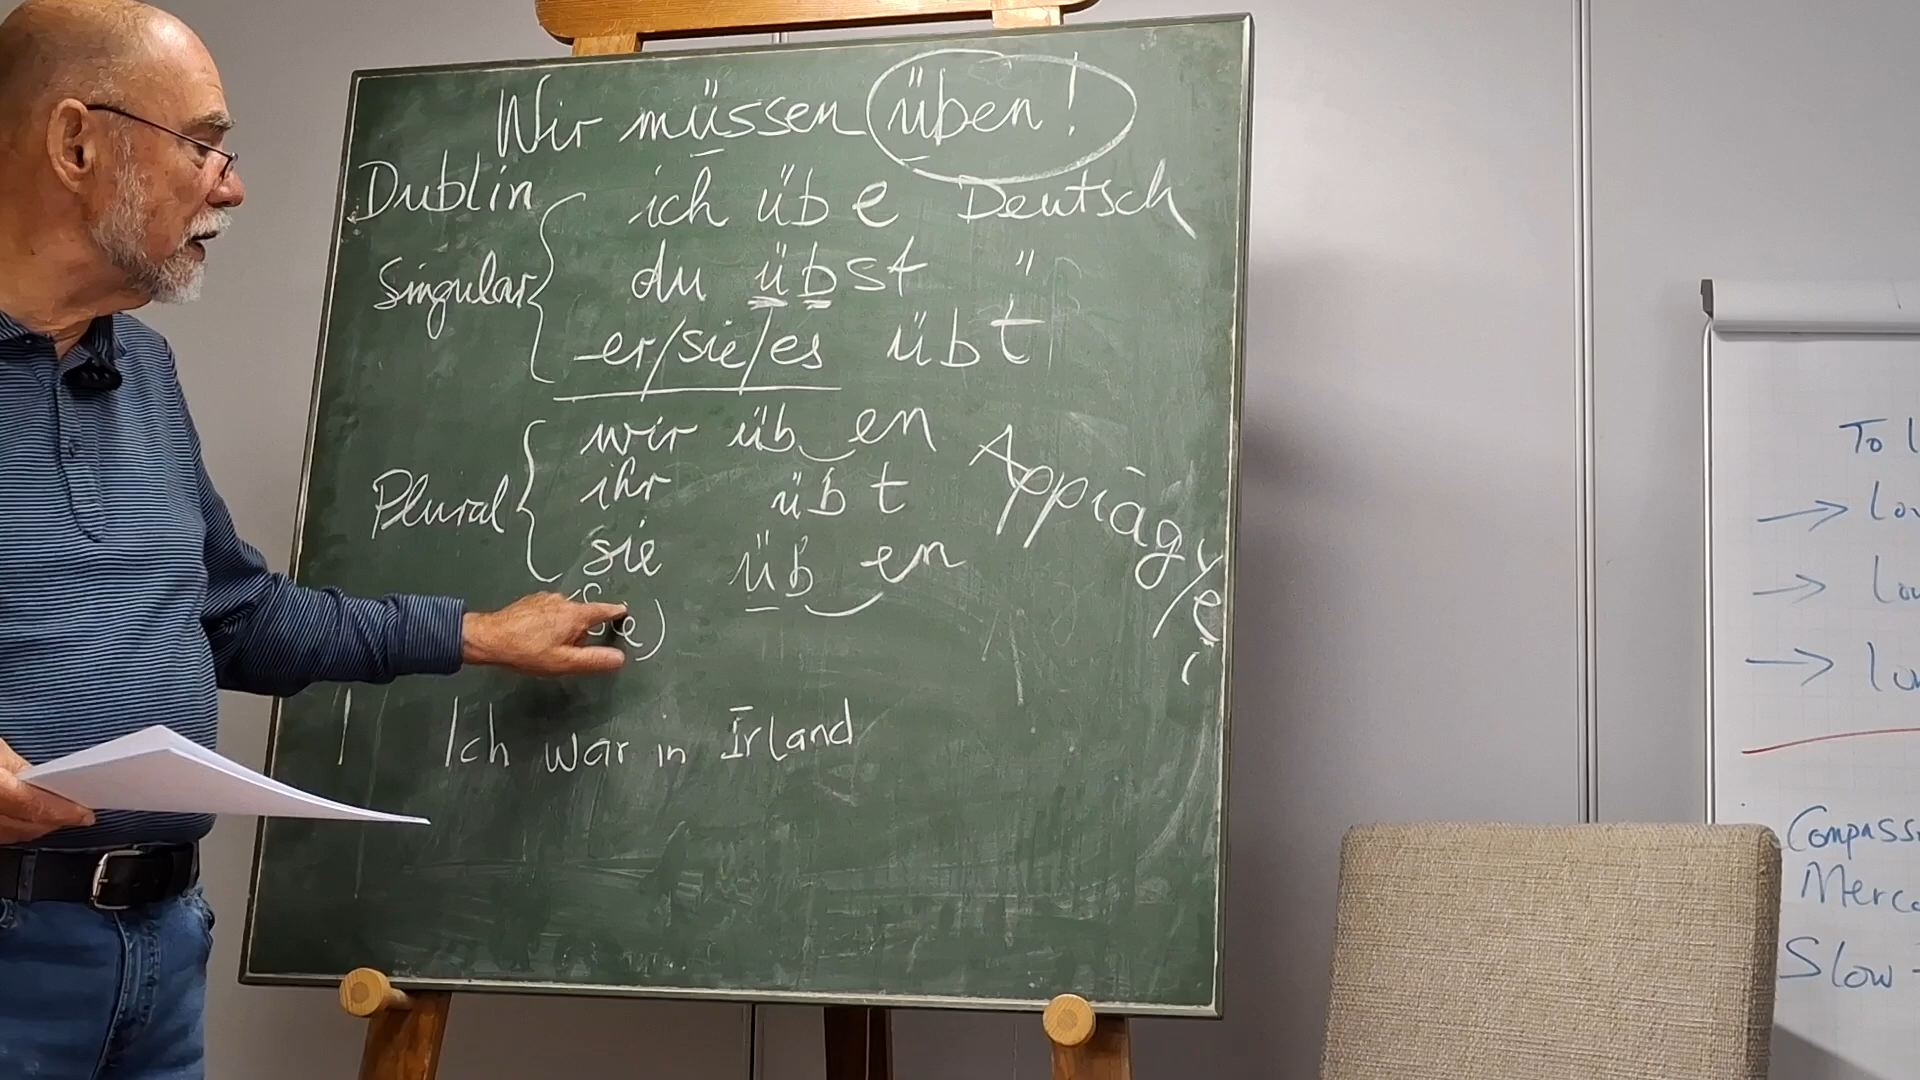 Wir müssen üben!
Dublin
Singular
ich übe Deutsch
du übst "
er/sie/es übt
Plural
wir üben
ihr übt
sie üben
(Sie)
Ich war in Irland
To
Compass
Merc
Slow -